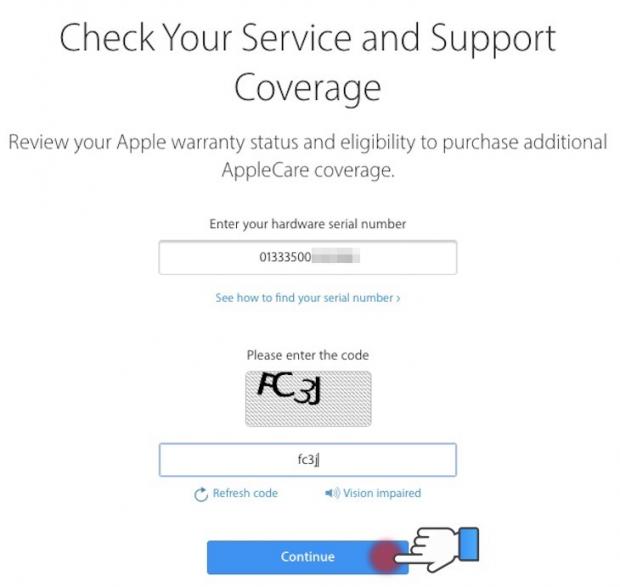 Check Your Service and Support
Coverage
Review your Apple warranty status and eligibility to purchase additional
AppleCare coverage.
Enter your hardware serial number
01333500
See how to find your serial number ›
Please enter the code
FC3J
fc3j
Refresh code
Vision impaired
Continue